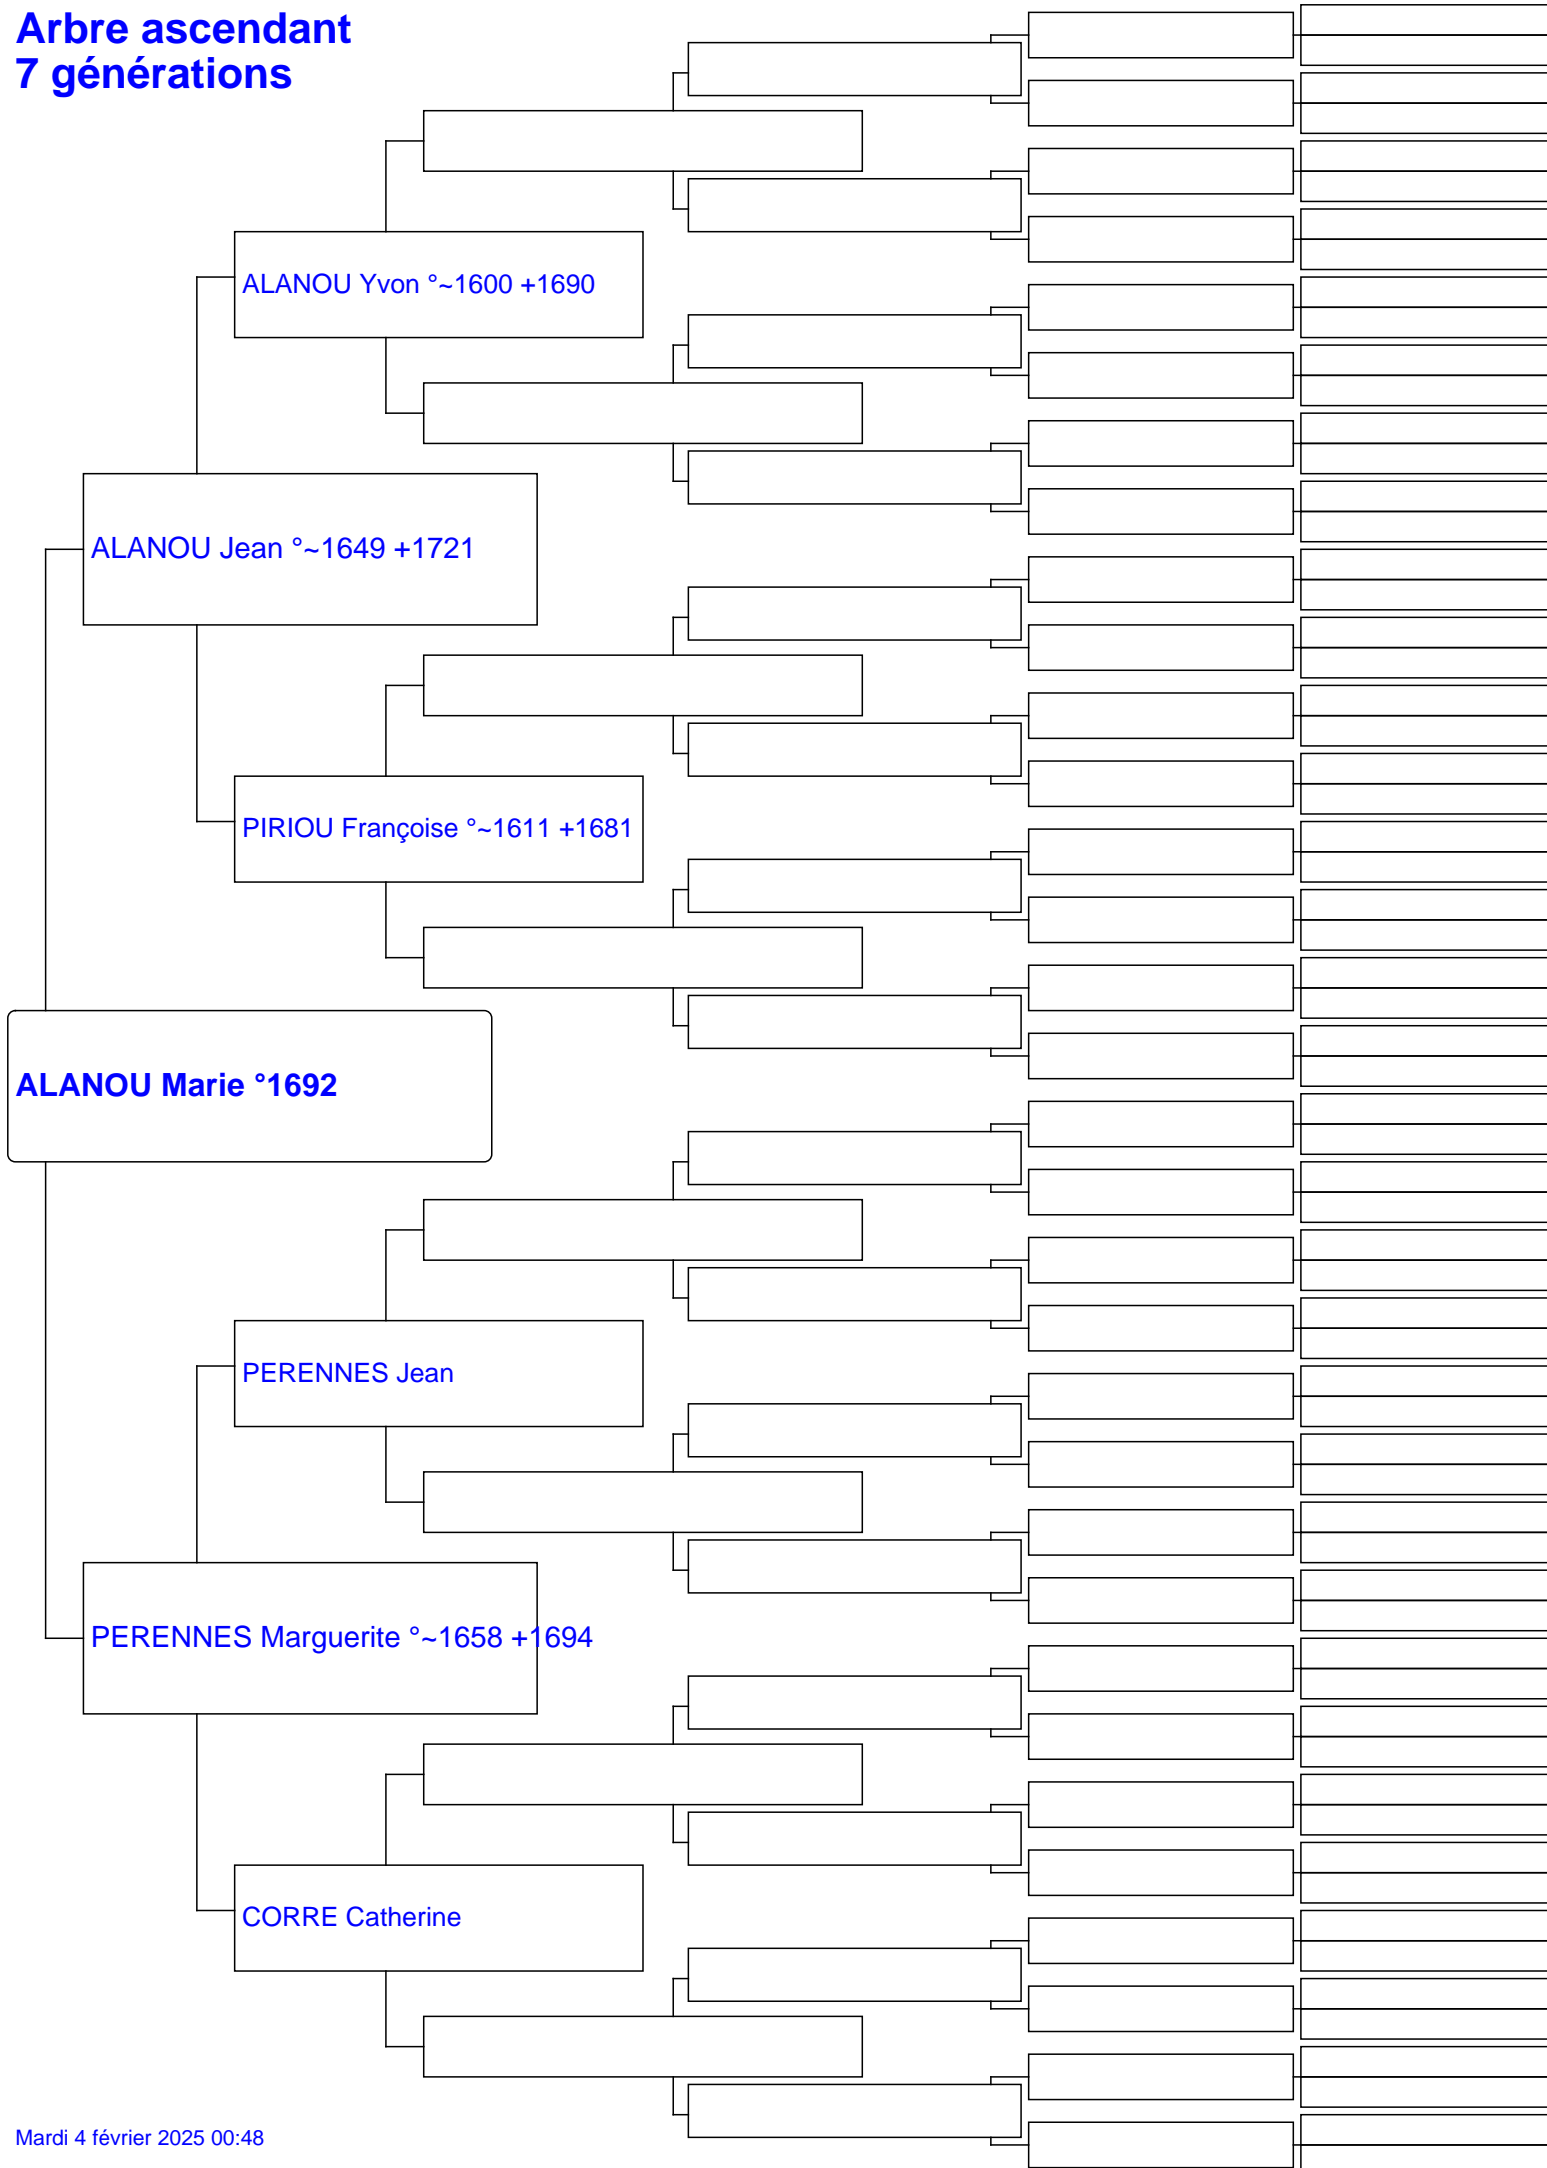 Arbre ascendant
7 générations
ALANOU Yvon °~1600 +1690
ALANOU Jean °~1649 +1721
PIRIOU Françoise °~1611 +1681
ALANOU Marie °1692
PERENNES Jean
PERENNES Marguerite °~1658 +1694
CORRE Catherine
Mardi 4 février 2025 00:48